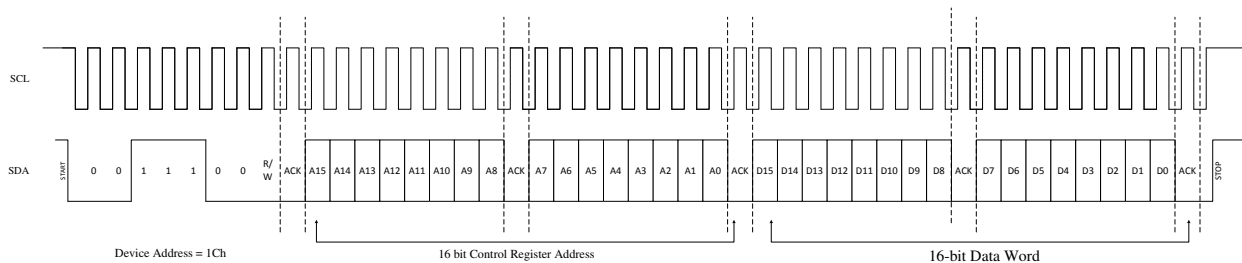 SCL
SDA
START 0 0 1 1 1 0 0 R/W ACK A15 A14 A13 A12 A11 A10 A9 A8 ACK A7 A6 A5 A4 A3 A2 A1 A0 ACK D15 D14 D13 D12 D11 D10 D9 D8 ACK D7 D6 D5 D4 D3 D2 D1 D0 ACK STOP
Device Address = 1Ch
16 bit Control Register Address
16-bit Data Word